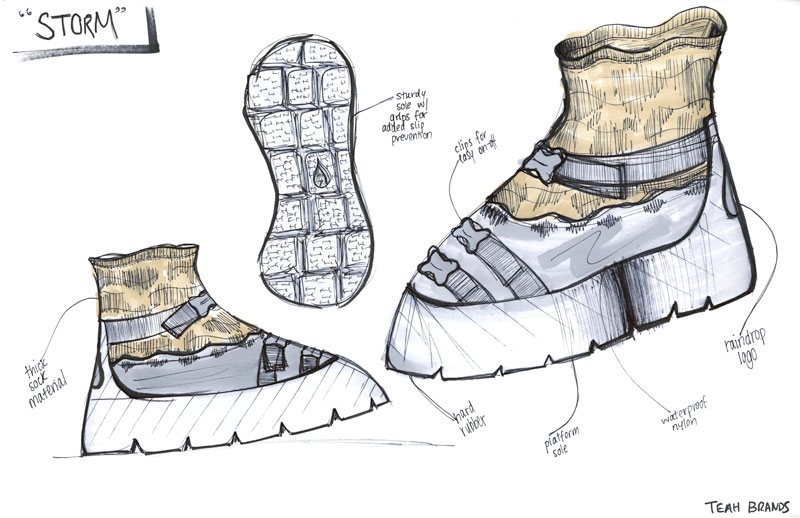 "STORM"
sturdy
sole w/
grips for
added slip
prevention
clips for
easy on-off
thick
sock
material
hard
rubber
platform
sole
waterproof
nylon
raindrop
logo
TEAH BRANDS